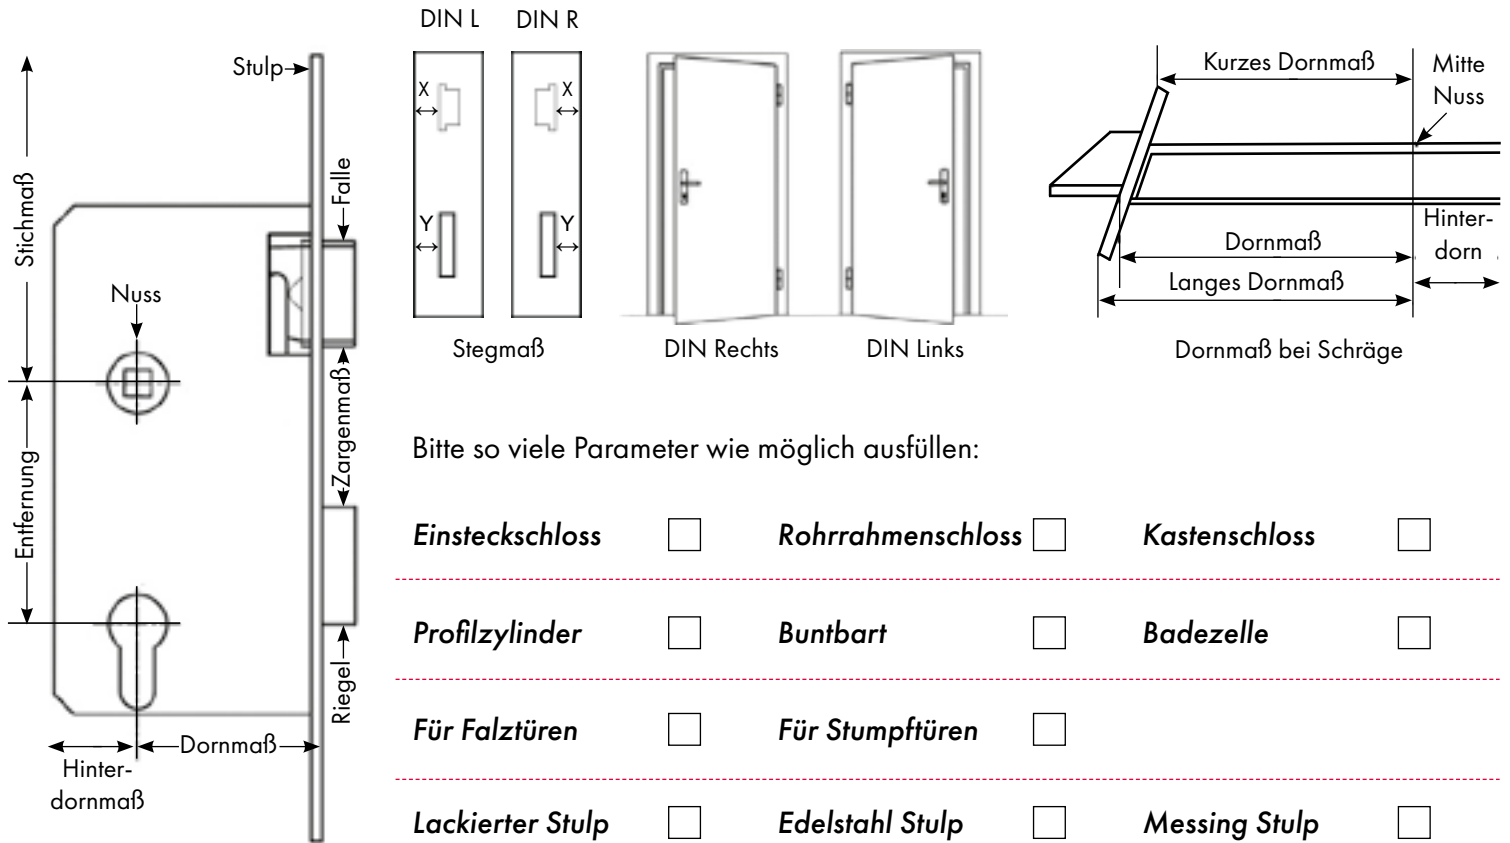 DIN L DIN R
Stulp
X X
Kurzes Dornmaß
Mitte
Nuss
Stichmaß
Falle
Y Y
Hinter-
dorn
Dornmaß
Langes Dornmaß
Nuss
Stegmaß
DIN Rechts
DIN Links
Dornmaß bei Schräge
Zargenmaß
Entfernung
Riegel
Dornmaß
Hinter-
dornmaß
Bitte so viele Parameter wie möglich ausfüllen:
Einsteckschloss Rohrrahmenschloss Kastenschloss
Profilzylinder Buntbart Badezelle
Für Falztüren Für Stumpftüren
Lackierter Stulp Edelstahl Stulp Messing Stulp